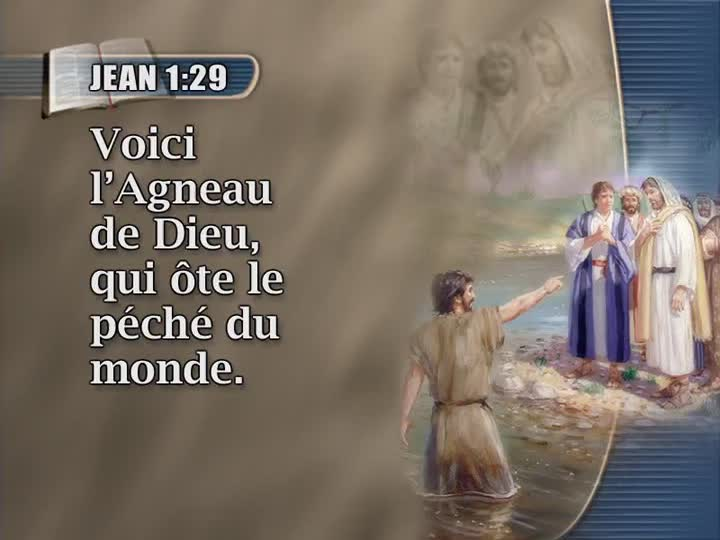 JEAN 1:29
Voici
l’Agneau
de Dieu,
qui ôte le
péché du
monde.